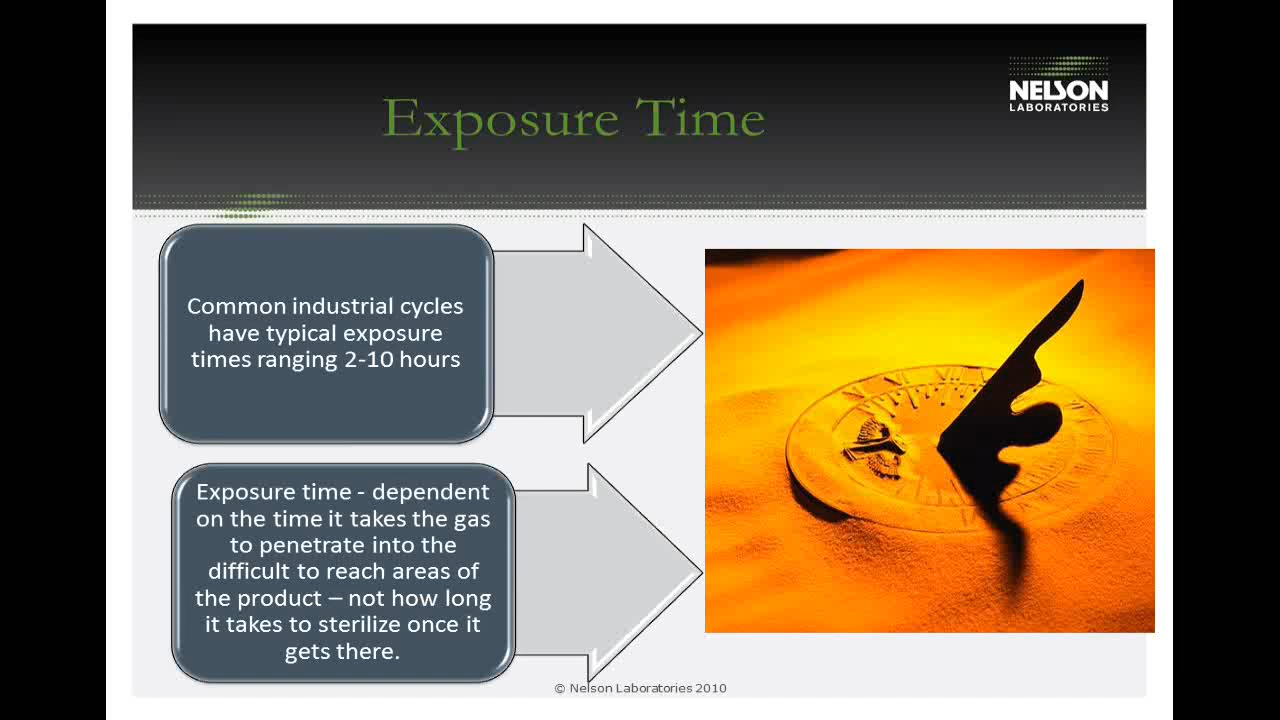 Exposure Time
NELSON
LABORATORIES
Common industrial cycles
have typical exposure
times ranging 2-10 hours
Exposure time - dependent
on the time it takes the gas
to penetrate into the
difficult to reach areas of
the product – not how long
it takes to sterilize once it
gets there.
© Nelson Laboratories 2010